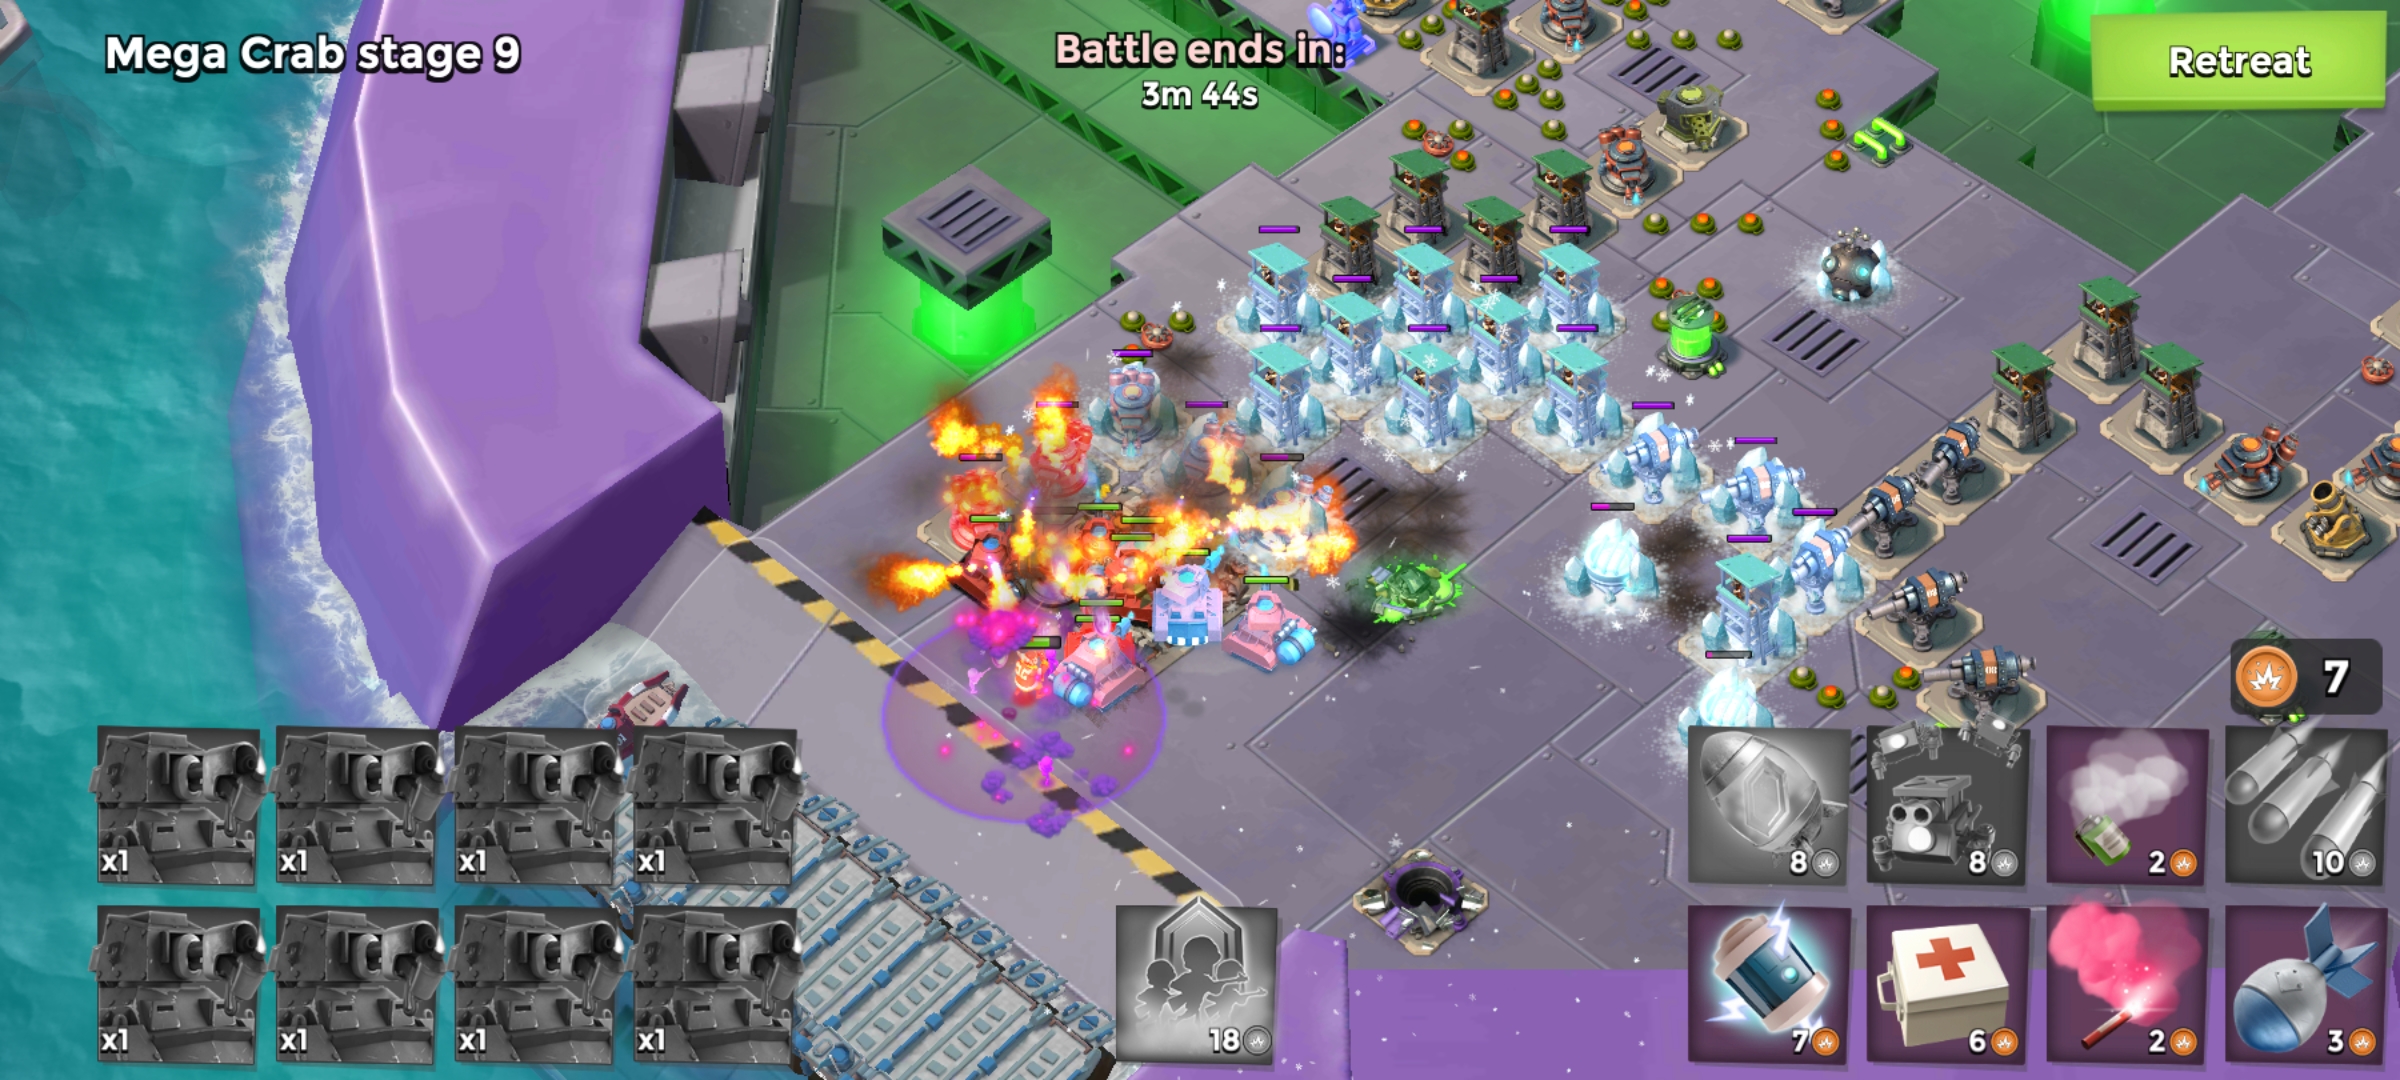 Mega Crab stage 9
Battle ends in:
3m 44s
Retreat
7
x1
x1
x1
x1
8
8
2
10
x1
x1
x1
x1
18
7
6
2
3